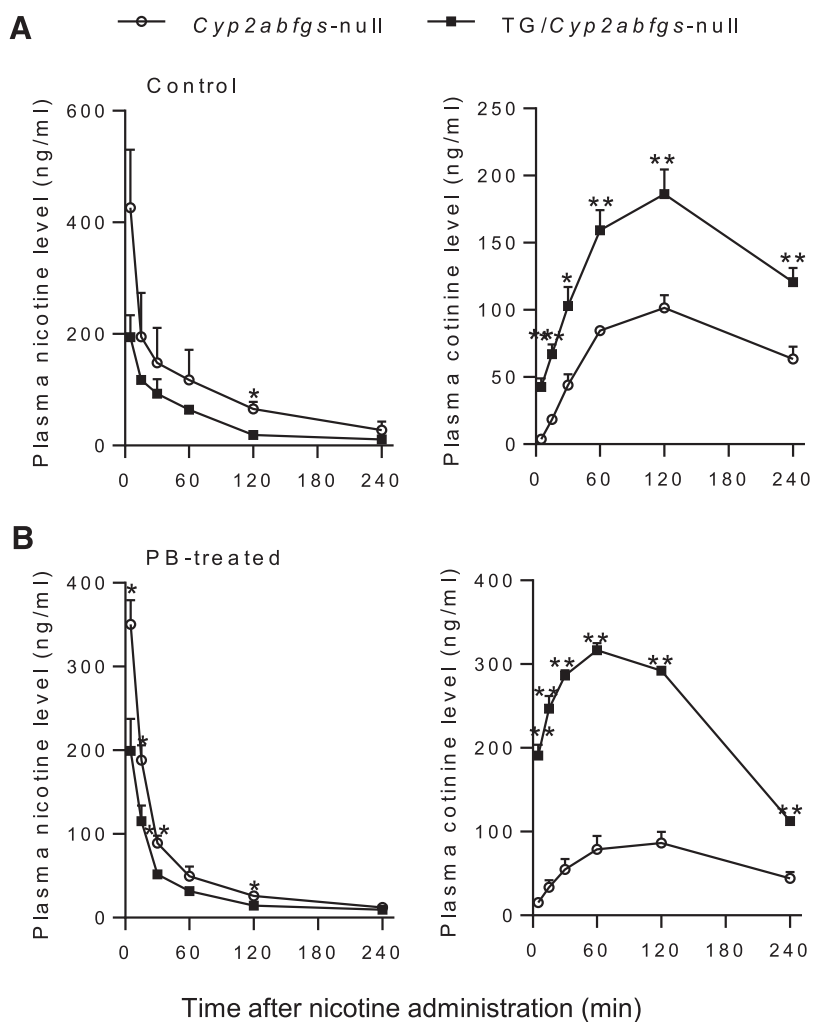 A
Cyp2abfgs-null TG/Cyp2abfgs-null
Control
Plasma nicotine level (ng/ml)
600
400
200
0
0 60 120 180 240
*
Plasma cotinine level (ng/ml)
250
200
150
100
50
0
0 60 120 180 240
** ** * ** ** **
B
PB-treated
Plasma nicotine level (ng/ml)
400
300
200
100
0
0 60 120 180 240
* * ** *
Plasma cotinine level (ng/ml)
400
300
200
100
0
0 60 120 180 240
** ** ** ** ** **
Time after nicotine administration (min)